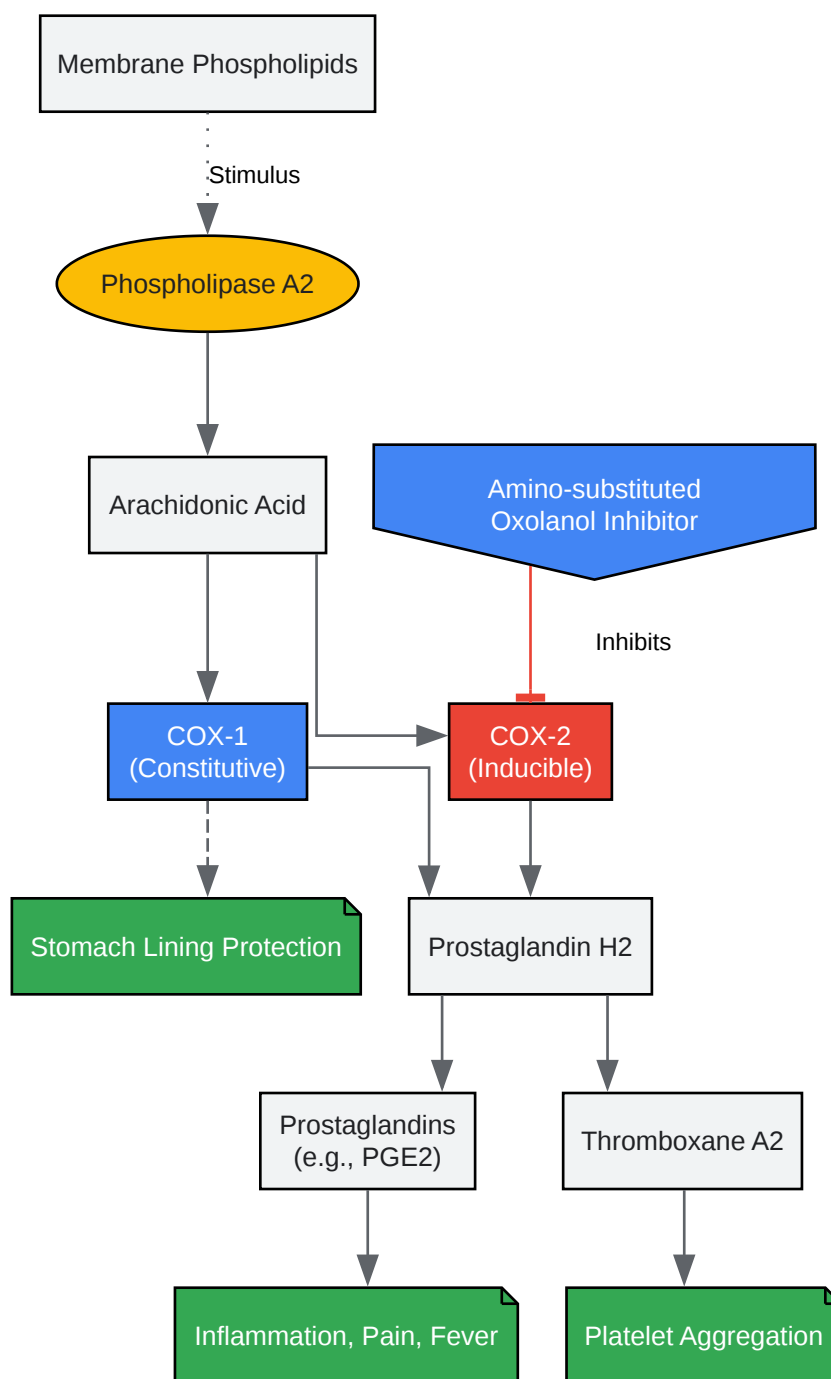 Membrane Phospholipids
Stimulus
Phospholipase A2
Arachidonic Acid
Amino-substituted
Oxolanol Inhibitor
Inhibits
COX-1
(Constitutive)
COX-2
(Inducible)
Stomach Lining Protection
Prostaglandin H2
Prostaglandins
(e.g., PGE2)
Thromboxane A2
Inflammation, Pain, Fever
Platelet Aggregation